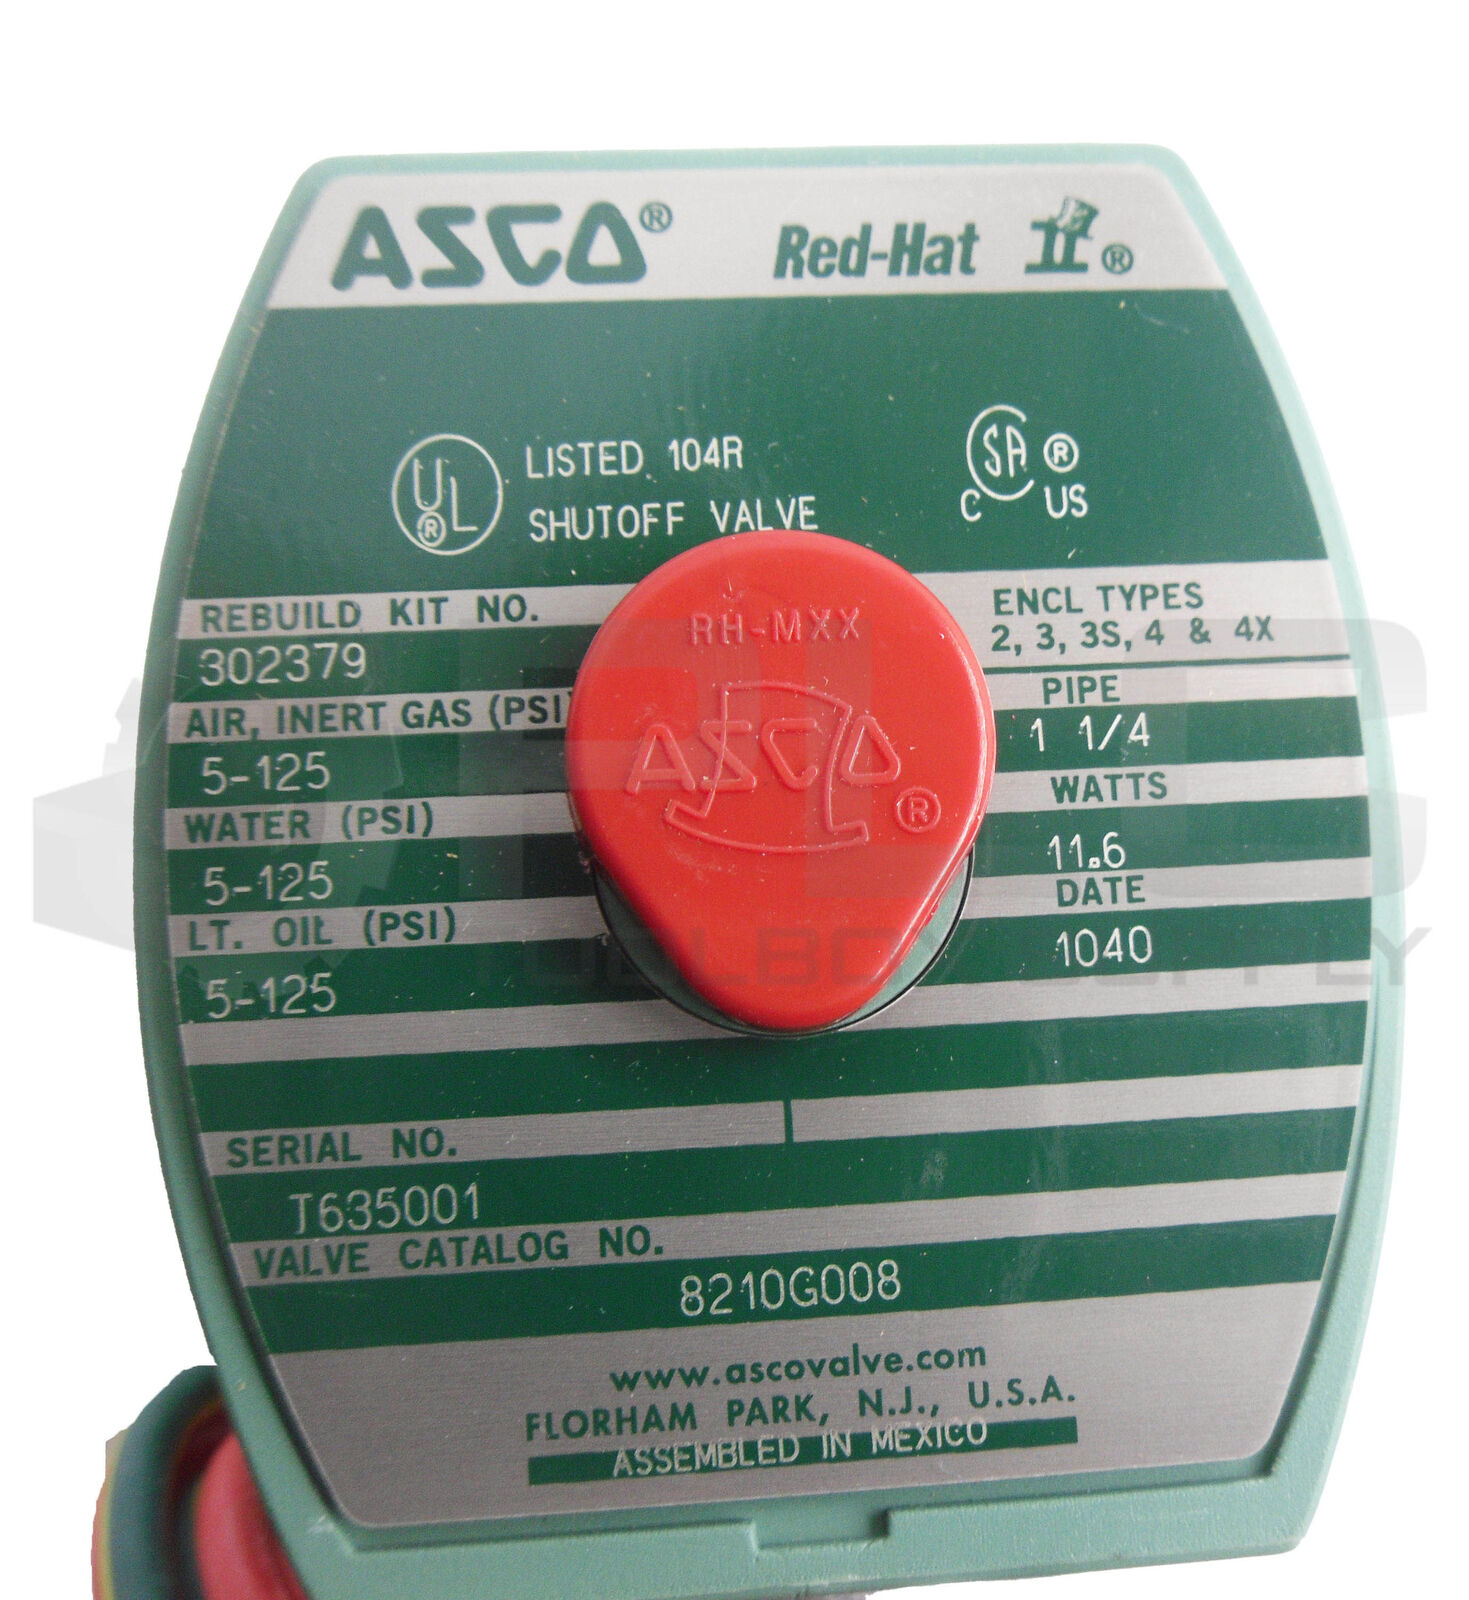 ASCO® Red-Hat II®
LISTED 104R
SHUTOFF VALVE
UL®
SA®
C US
RH-MXX
ASCO®
REBUILD KIT NO.
302379
AIR, INERT GAS (PSI
5-125
WATER (PSI)
5-125
LT. OIL (PSI)
5-125
ENCL TYPES
2, 3, 3S, 4 & 4X
PIPE
1 1/4
WATTS
11.6
DATE
1040
SERIAL NO.
T635001
VALVE CATALOG NO.
8210G008
www.ascovalve.com
FLORHAM PARK, N.J., U.S.A.
ASSEMBLED IN MEXICO